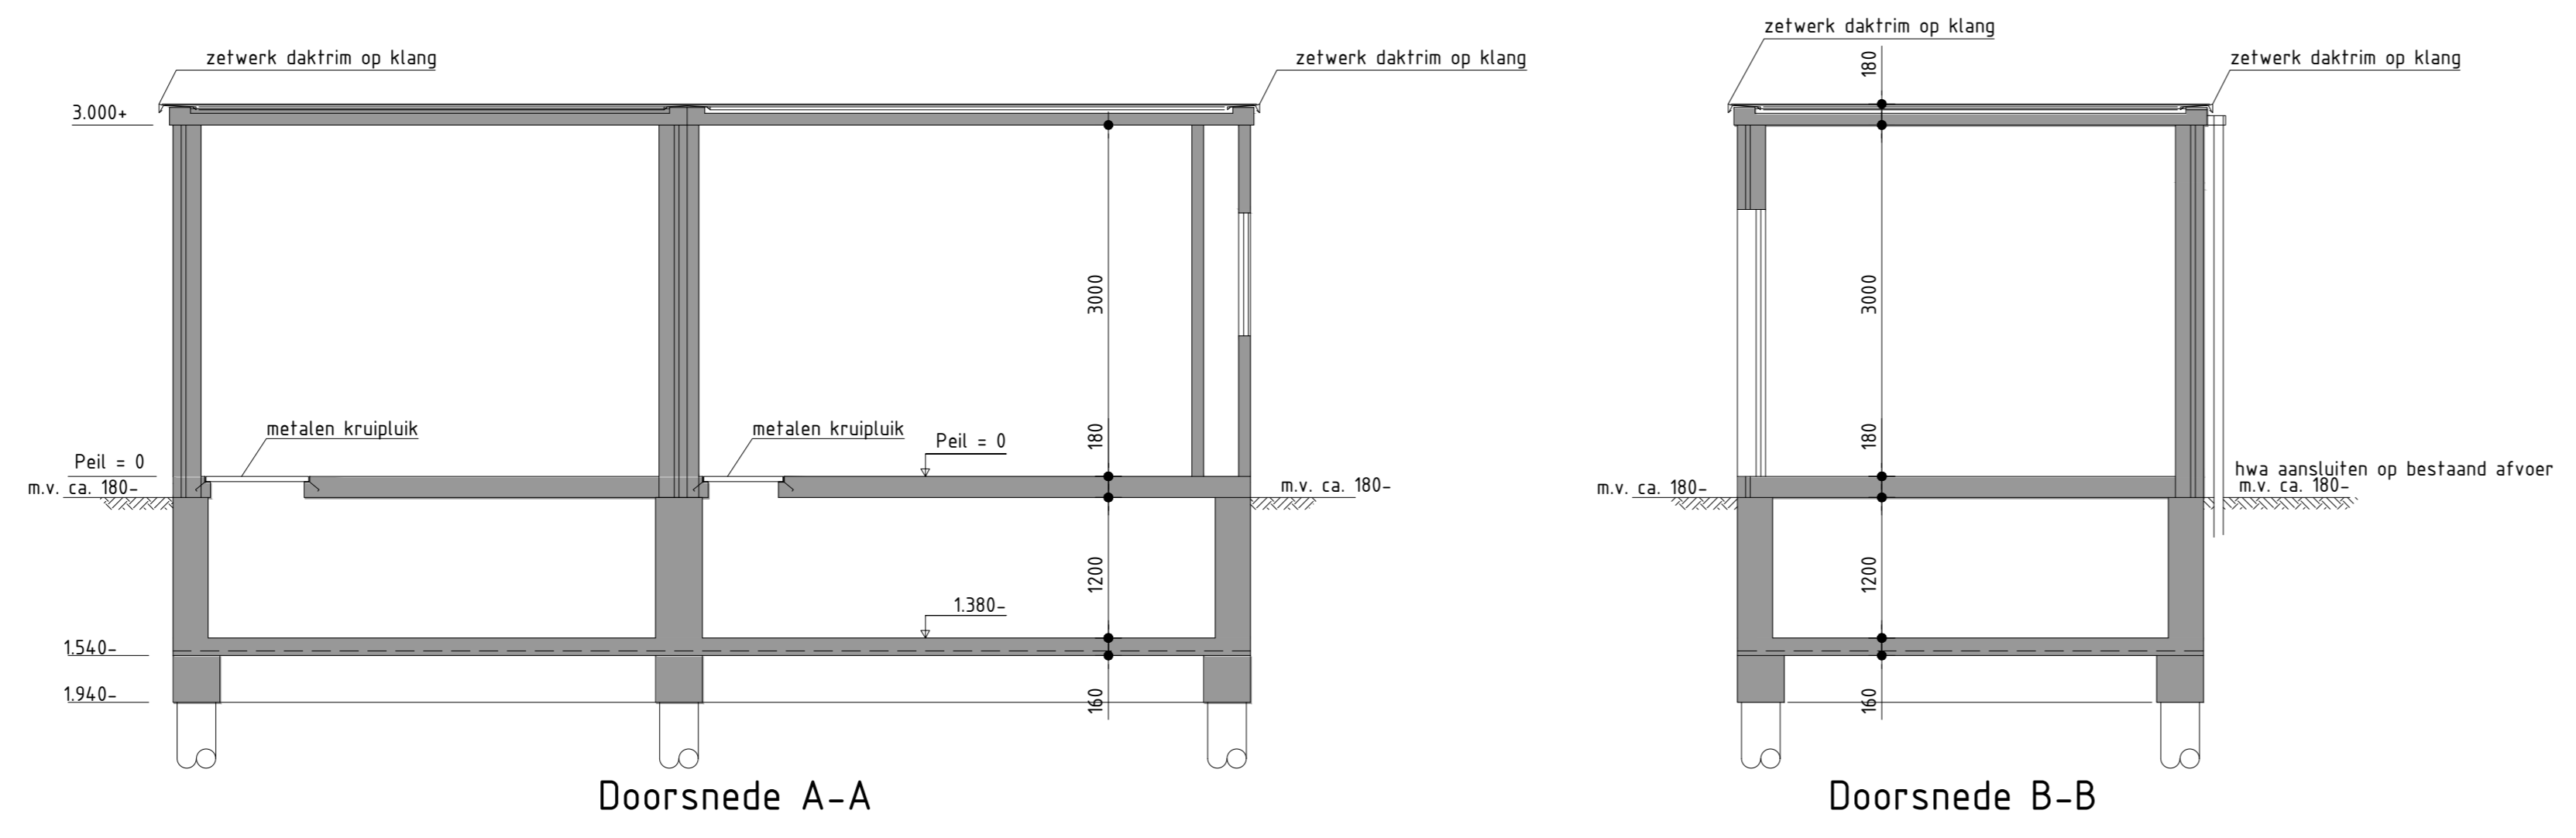 zetwerk daktrim op klang
zetwerk daktrim op klang
3.000+
3000
metalen kruipluik
metalen kruipluik
Peil = 0
180
Peil = 0
m.v. ca. 180-
m.v. ca. 180-
1200
1.380-
1.540-
1.940-
160
Doorsnede A-A
zetwerk daktrim op klang
180
zetwerk daktrim op klang
3000
180
hwa aansluiten op bestaand afvoer
m.v. ca. 180-
m.v. ca. 180-
1200
160
Doorsnede B-B